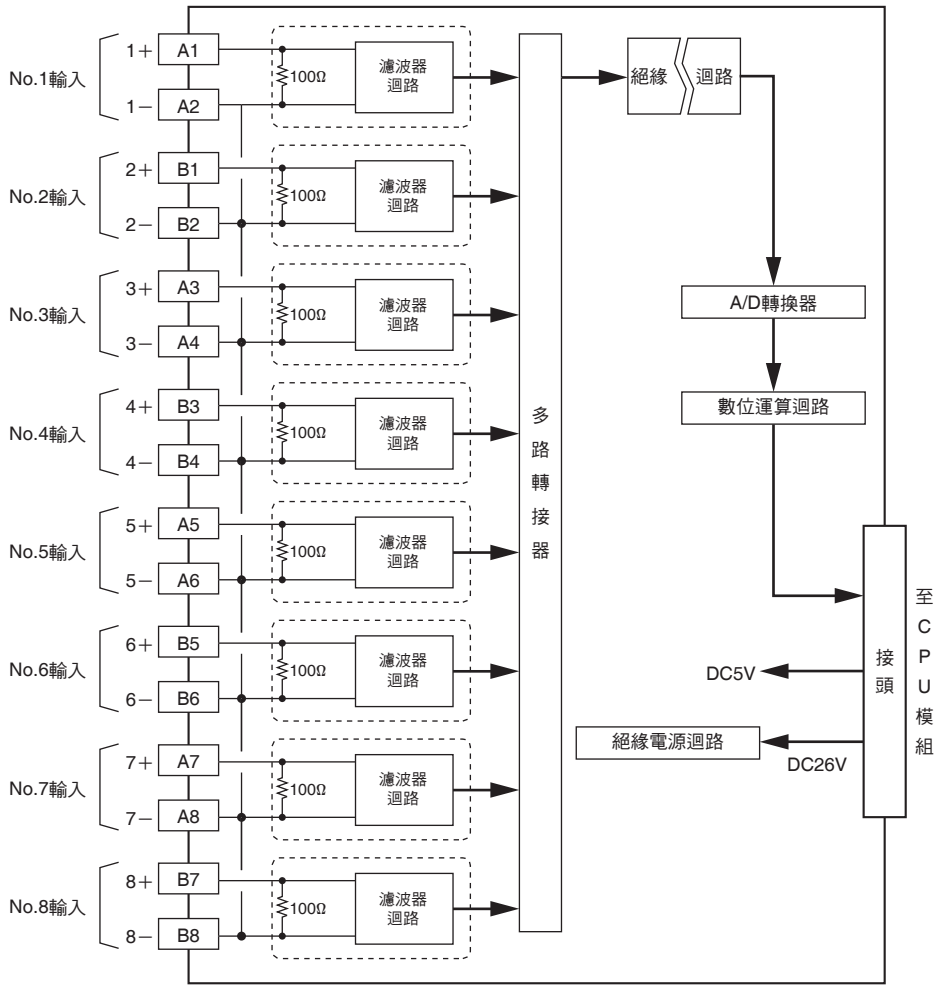 No.1輸入
1+
A1
1−
A2
100Ω
濾波器
迴路
No.2輸入
2+
B1
2−
B2
100Ω
濾波器
迴路
No.3輸入
3+
A3
3−
A4
100Ω
濾波器
迴路
No.4輸入
4+
B3
4−
B4
100Ω
濾波器
迴路
No.5輸入
5+
A5
5−
A6
100Ω
濾波器
迴路
No.6輸入
6+
B5
6−
B6
100Ω
濾波器
迴路
No.7輸入
7+
A7
7−
A8
100Ω
濾波器
迴路
No.8輸入
8+
B7
8−
B8
100Ω
濾波器
迴路
多路轉接器
絕緣 迴路
A/D轉換器
數位運算迴路
DC5V
絕緣電源迴路
DC26V
接頭
至CPU模組